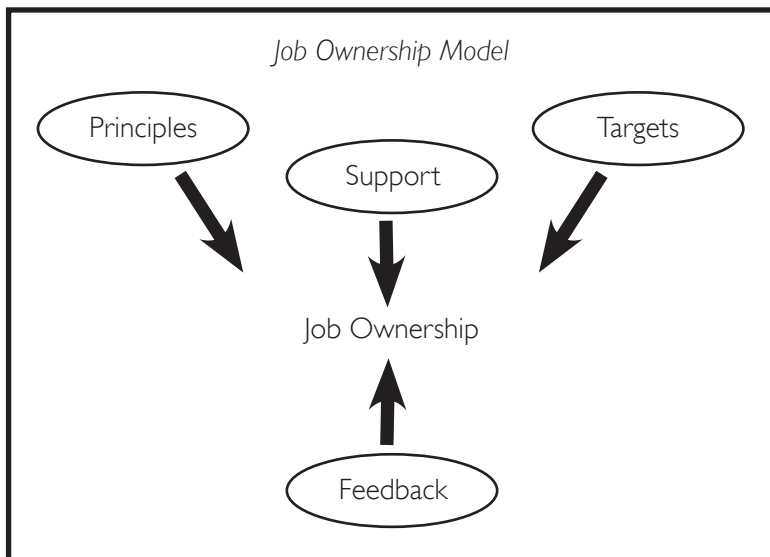 Job Ownership Model
Principles
Targets
Support
Job Ownership
Feedback